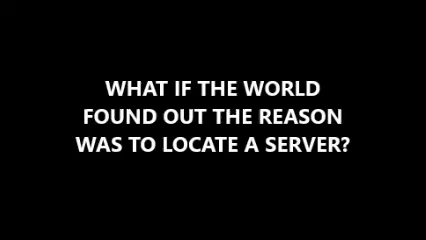 WHAT IF THE WORLD
FOUND OUT THE REASON
WAS TO LOCATE A SERVER?